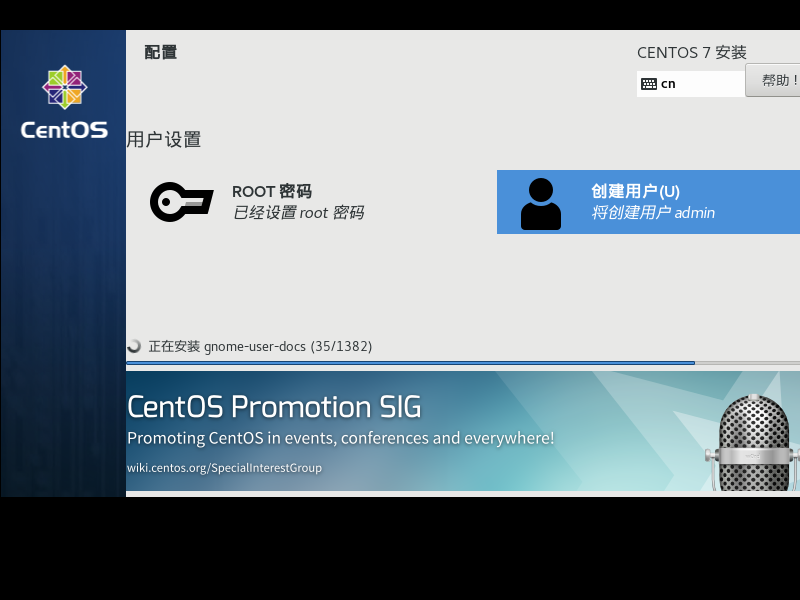 配置
CENTOS 7 安装
cn
帮助！
CentOS
用户设置
ROOT 密码
已经设置 root 密码
创建用户(U)
将创建用户 admin
正在安装 gnome-user-docs (35/1382)
CentOS Promotion SIG
Promoting CentOS in events, conferences and everywhere!
wiki.centos.org/SpecialInterestGroup